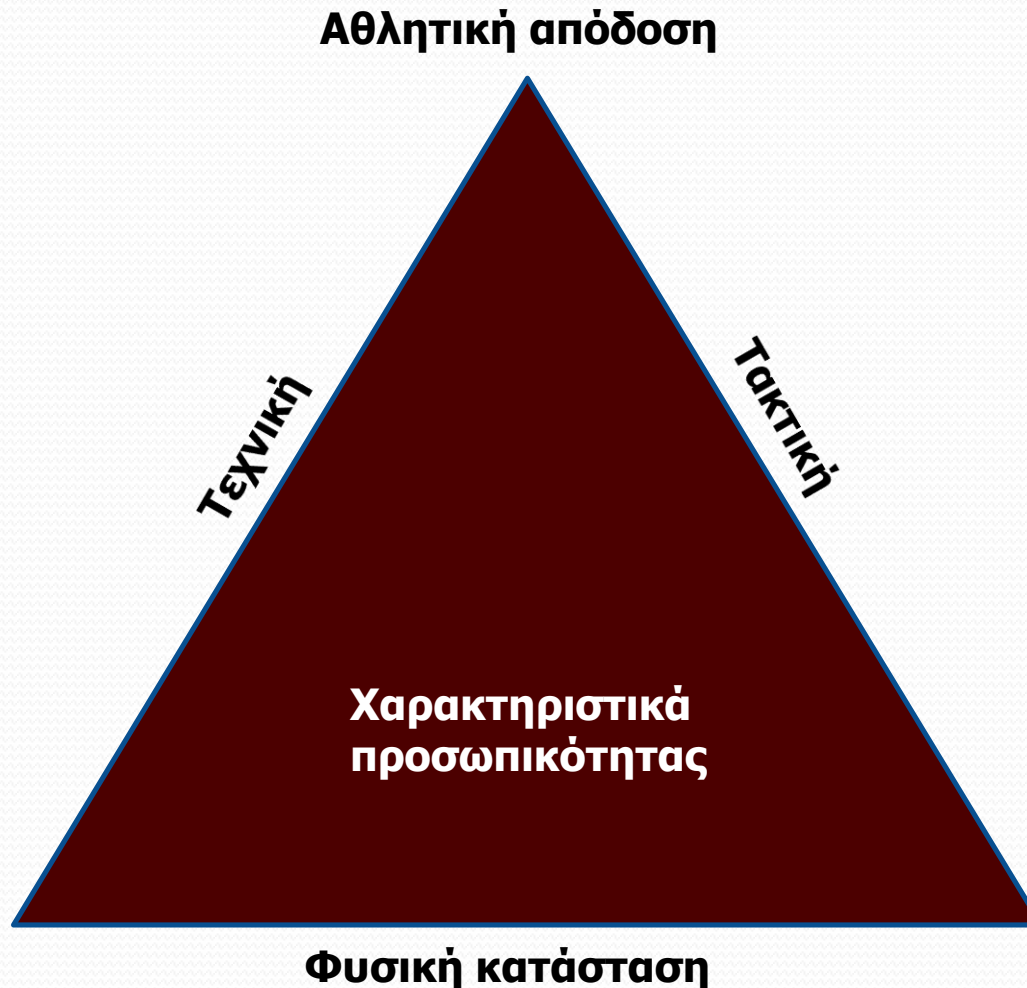 Αθλητική απόδοση
Τεχνική
Τακτική
Χαρακτηριστικά
προσωπικότητας
Φυσική κατάσταση